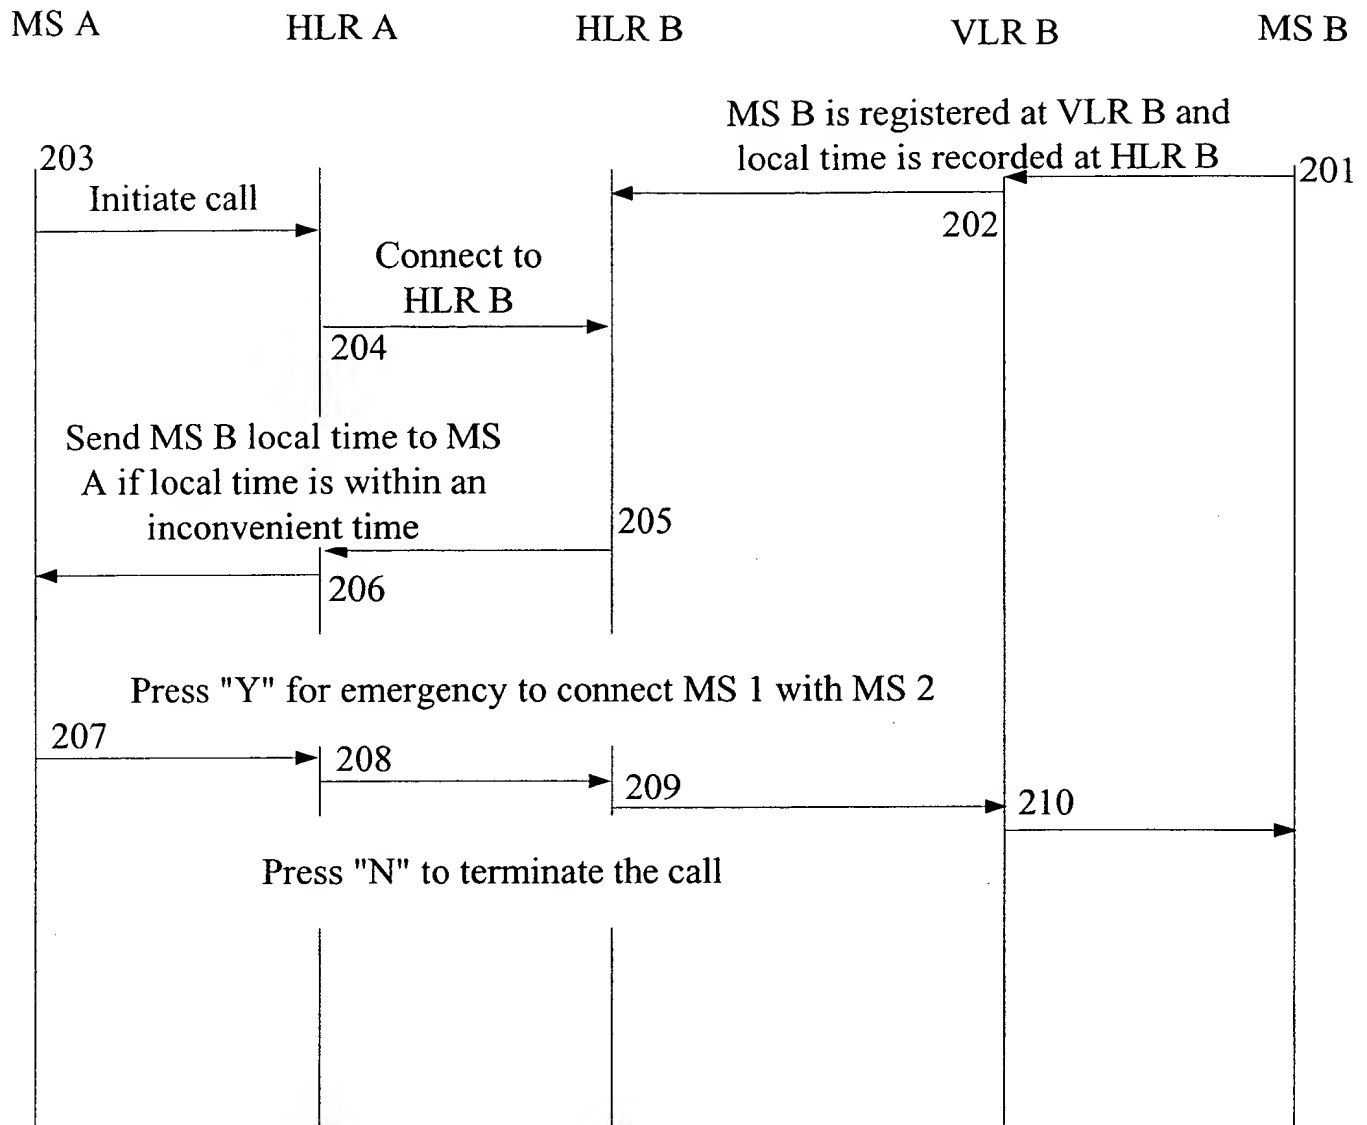 MS A
HLR A
HLR B
VLR B
MS B
MS B is registered at VLR B and
local time is recorded at HLR B
203
201
Initiate call
202
Connect to
HLR B
204
Send MS B local time to MS
A if local time is within an
inconvenient time
205
206
Press "Y" for emergency to connect MS 1 with MS 2
207
208
209
210
Press "N" to terminate the call